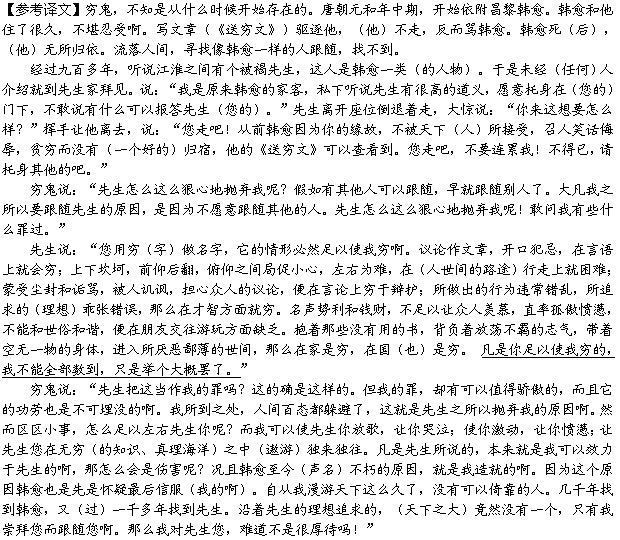 【参考译文】穷鬼，不知是从什么时候开始存在的。唐朝元和年中期，开始依附昌黎韩愈。韩愈和他
住了很久，不堪忍受啊。写文章（《送穷文》）驱逐他，（他）不走，反而骂韩愈。韩愈死（后），
（他）无所归依。流落人间，寻找像韩愈一样的人跟随，找不到。
经过九百多年，听说江淮之间有个被褐先生，这人是韩愈一类（的人物）。于是未经（任何)人
介绍就到先生家拜见。说：“我是原来韩愈的家客，私下听说先生有很高的道义，愿意托身在（您的）
门下，不敢说有什么可以报答先生（您的）。”先生离开座位倒退着走，大惊说：“你来这想要怎么
样？”挥手让他离去，说：“您走吧！从前韩愈因为你的缘故，不被天下（人）所接受，召人笑话侮
辱，贫穷而没有（一个好的）归宿，他的《送穷文》可以查看到。您走吧，不要连累我！不得已，请
托身其他的吧。”
穷鬼说：“先生怎么这么狠心地抛弃我呢？假如有其他人可以跟随，早就跟随别人了。大凡我之
所以要跟随先生的原因，是因为不愿意跟随其他的人。先生怎么这么狠心地抛弃我呢！敢问我有些什
么罪过。”
先生说：“您用穷（字）做名字，它的情形必然足以使我穷啊。议论作文章，开口犯忌，在言语
上就会穷；上下坎坷，前仰后翻，俯仰之间局促小心，左右为难，在（人世间的路途）行走上就困难；
蒙受尘封和诟骂，被人讥讽，担心众人的议论，便在言论上穷于辩护；所做出的行为违常错乱，所追
求的（理想）乖张错误，那么在才智方面就穷。名声势利和钱财，不足以让众人羡慕，直率孤傲愤懑，
不能和世俗和谐，便在朋友交往游玩方面缺乏。抱着那些没有用的书，背负着放荡不羁的志气，带着
空无一物的身体，进入所厌恶鄙薄的世间，那么在家是穷，在国（也）是穷。 凡是你足以使我穷的，
我不能全部数到，只是举个大概罢了。”
穷鬼说：“先生把这当作我的罪吗？这的确是这样的。但我的罪，却有可以值得骄傲的，而且它
的功劳也是不可埋没的啊。我所到之处，人间百态都躲避了，这就是先生之所以抛弃我的原因啊。然
而区区小事，怎么足以左右先生你呢？而我可以使先生你放歌，让你哭泣；使你激动，让你愤懑；让
先生您在无穷（的知识、真理海洋）之中（遨游）独来独往。凡是先生所说的，本来就是我可以效力
于先生的啊，那怎么会是伤害呢？况且韩愈至今（声名）不朽的原因，就是我造就的啊。因为这个原
因韩愈也是先是怀疑最后信服（我的啊）。自从我漫游天下这么久了，没有可以倚靠的人。几千年找
到韩愈，又（过）一千多年找到先生。沿着先生的理想追求的，（天下之大）竟然没有一个，只有我
崇拜您而跟随您啊。那么我对先生您，难道不是很厚待吗！”